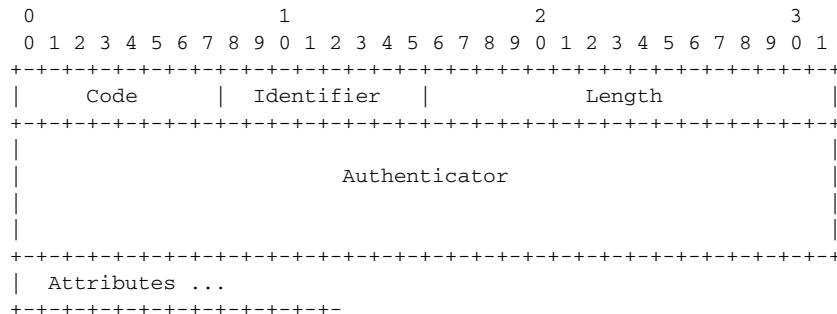 0                   1                   2                   3
 0 1 2 3 4 5 6 7 8 9 0 1 2 3 4 5 6 7 8 9 0 1 2 3 4 5 6 7 8 9 0 1
+-+-+-+-+-+-+-+-+-+-+-+-+-+-+-+-+-+-+-+-+-+-+-+-+-+-+-+-+-+-+-+-+
|     Code      |  Identifier   |            Length             |
+-+-+-+-+-+-+-+-+-+-+-+-+-+-+-+-+-+-+-+-+-+-+-+-+-+-+-+-+-+-+-+-+
|                                                               |
|                         Authenticator                         |
|                                                               |
|                                                               |
+-+-+-+-+-+-+-+-+-+-+-+-+-+-+-+-+-+-+-+-+-+-+-+-+-+-+-+-+-+-+-+-+
|  Attributes ...
+-+-+-+-+-+-+-+-+-+-+-+-+-